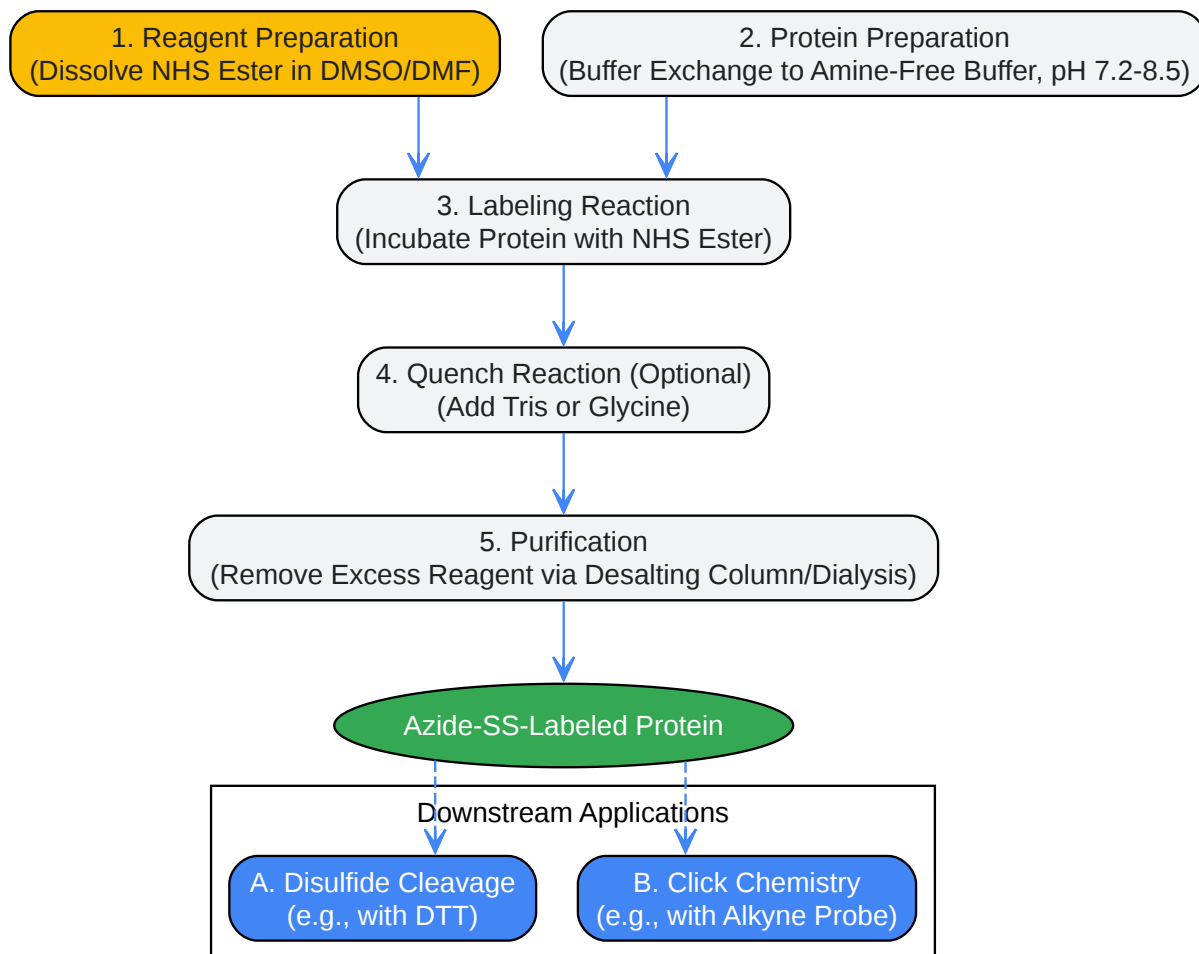 1. Reagent Preparation
(Dissolve NHS Ester in DMSO/DMF)
2. Protein Preparation
(Buffer Exchange to Amine-Free Buffer, pH 7.2-8.5)
3. Labeling Reaction
(Incubate Protein with NHS Ester)
4. Quench Reaction (Optional)
(Add Tris or Glycine)
5. Purification
(Remove Excess Reagent via Desalting Column/Dialysis)
Azide-SS-Labeled Protein
Downstream Applications
A. Disulfide Cleavage
(e.g., with DTT)
B. Click Chemistry
(e.g., with Alkyne Probe)